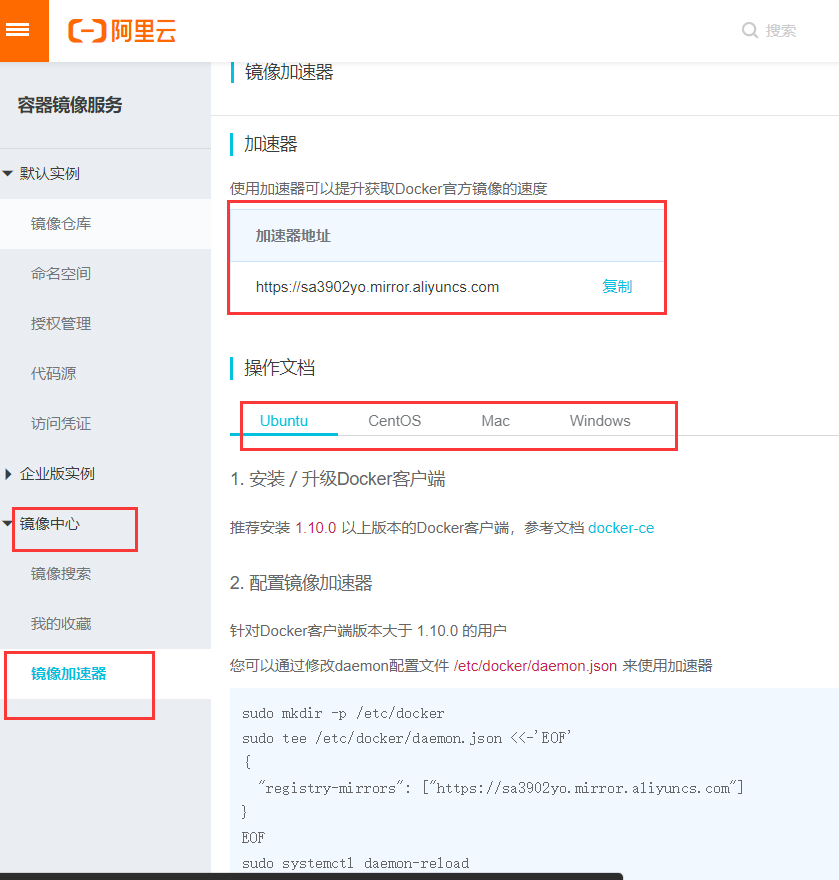 阿里云
搜索
容器镜像服务
默认实例
镜像仓库
命名空间
授权管理
代码源
访问凭证
企业版实例
镜像中心
镜像搜索
我的收藏
镜像加速器
镜像加速器
加速器
使用加速器可以提升获取Docker官方镜像的速度
加速器地址
https://sa3902yo.mirror.aliyuncs.com 复制
操作文档
Ubuntu CentOS Mac Windows
1. 安装 / 升级Docker客户端
推荐安装 1.10.0 以上版本的Docker客户端，参考文档 docker-ce
2. 配置镜像加速器
针对Docker客户端版本大于 1.10.0 的用户
您可以通过修改daemon配置文件 /etc/docker/daemon.json 来使用加速器
sudo mkdir -p /etc/docker
sudo tee /etc/docker/daemon.json <<-'EOF'
{
"registry-mirrors": ["https://sa3902yo.mirror.aliyuncs.com"]
}
EOF
sudo systemctl daemon-reload